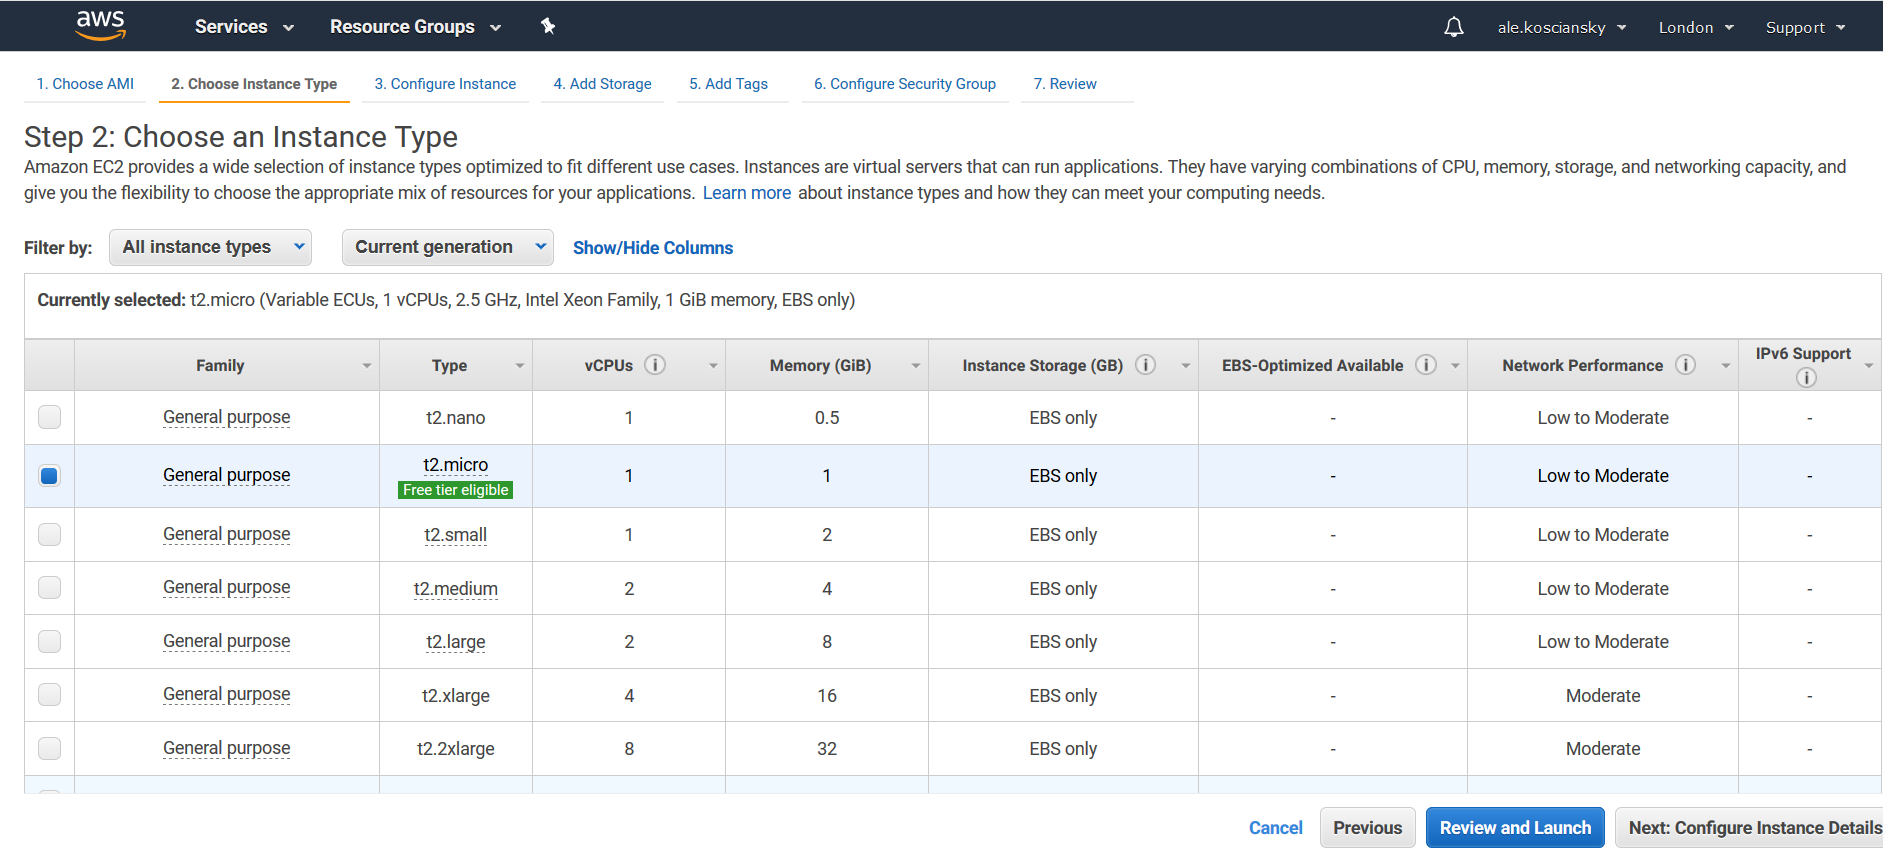 aws Services Resource Groups ale.kosciansky London Support
1. Choose AMI 2. Choose Instance Type 3. Configure Instance 4. Add Storage 5. Add Tags 6. Configure Security Group 7. Review
Step 2: Choose an Instance Type
Amazon EC2 provides a wide selection of instance types optimized to fit different use cases. Instances are virtual servers that can run applications. They have varying combinations of CPU, memory, storage, and networking capacity, and
give you the flexibility to choose the appropriate mix of resources for your applications. Learn more about instance types and how they can meet your computing needs.
Filter by: All instance types Current generation Show/Hide Columns
Currently selected: t2.micro (Variable ECUs, 1 vCPUs, 2.5 GHz, Intel Xeon Family, 1 GiB memory, EBS only)
Family Type vCPUs i Memory (GiB) Instance Storage (GB) i EBS-Optimized Available i Network Performance i IPv6 Support i
General purpose t2.nano 1 0.5 EBS only - Low to Moderate -
General purpose t2.micro Free tier eligible 1 1 EBS only - Low to Moderate -
General purpose t2.small 1 2 EBS only - Low to Moderate -
General purpose t2.medium 2 4 EBS only - Low to Moderate -
General purpose t2.large 2 8 EBS only - Low to Moderate -
General purpose t2.xlarge 4 16 EBS only - Moderate -
General purpose t2.2xlarge 8 32 EBS only - Moderate -
Cancel Previous Review and Launch Next: Configure Instance Details